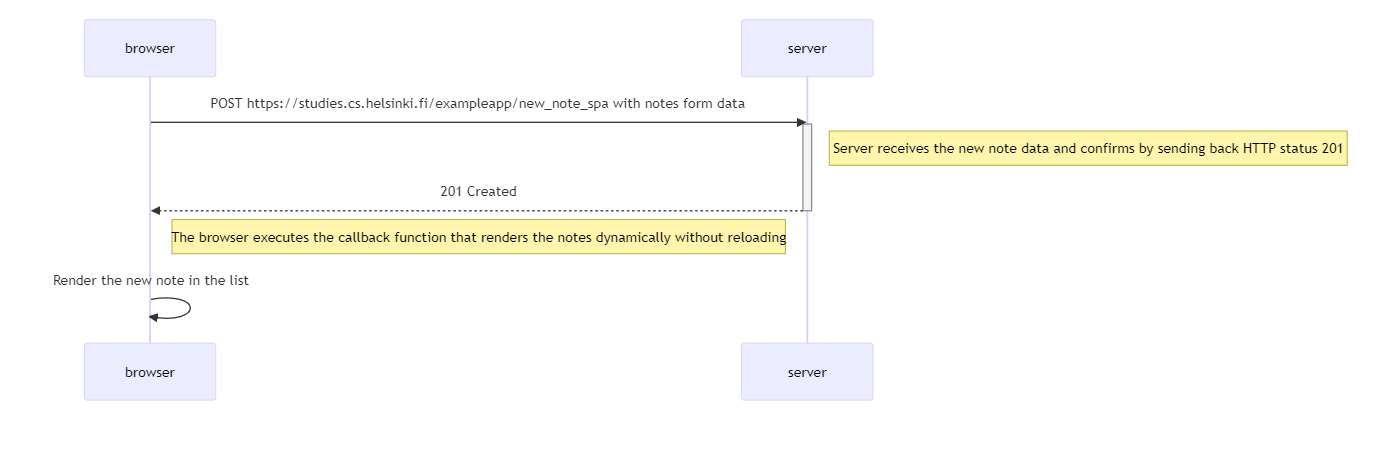 browser
server
POST https://studies.cs.helsinki.fi/exampleapp/new_note_spa with notes form data
Server receives the new note data and confirms by sending back HTTP status 201
201 Created
The browser executes the callback function that renders the notes dynamically without reloading
Render the new note in the list
browser
server